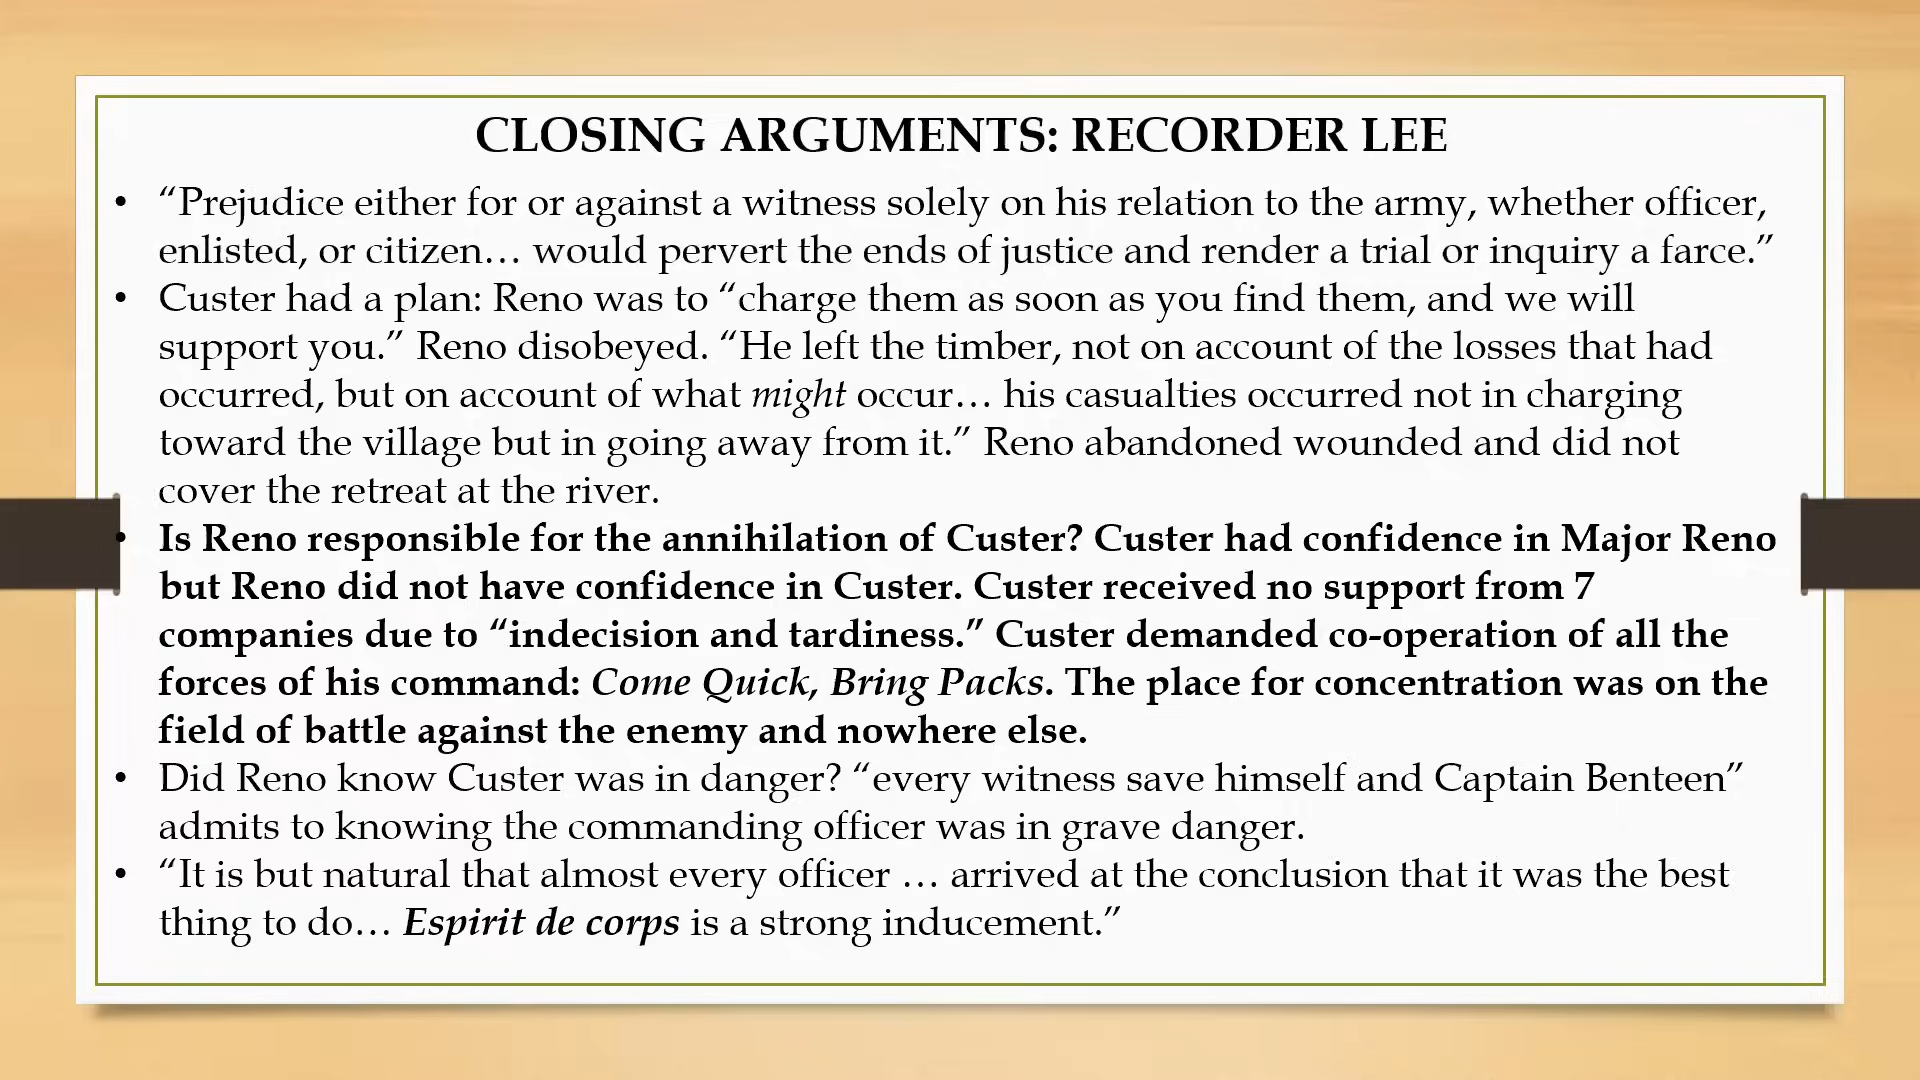 CLOSING ARGUMENTS: RECORDER LEE
• “Prejudice either for or against a witness solely on his relation to the army, whether officer,
enlisted, or citizen… would pervert the ends of justice and render a trial or inquiry a farce.”
• Custer had a plan: Reno was to “charge them as soon as you find them, and we will
support you.” Reno disobeyed. “He left the timber, not on account of the losses that had
occurred, but on account of what might occur… his casualties occurred not in charging
toward the village but in going away from it.” Reno abandoned wounded and did not
cover the retreat at the river.
• Is Reno responsible for the annihilation of Custer? Custer had confidence in Major Reno
but Reno did not have confidence in Custer. Custer received no support from 7
companies due to “indecision and tardiness.” Custer demanded co-operation of all the
forces of his command: Come Quick, Bring Packs. The place for concentration was on the
field of battle against the enemy and nowhere else.
• Did Reno know Custer was in danger? “every witness save himself and Captain Benteen”
admits to knowing the commanding officer was in grave danger.
• “It is but natural that almost every officer … arrived at the conclusion that it was the best
thing to do… Espirit de corps is a strong inducement.”